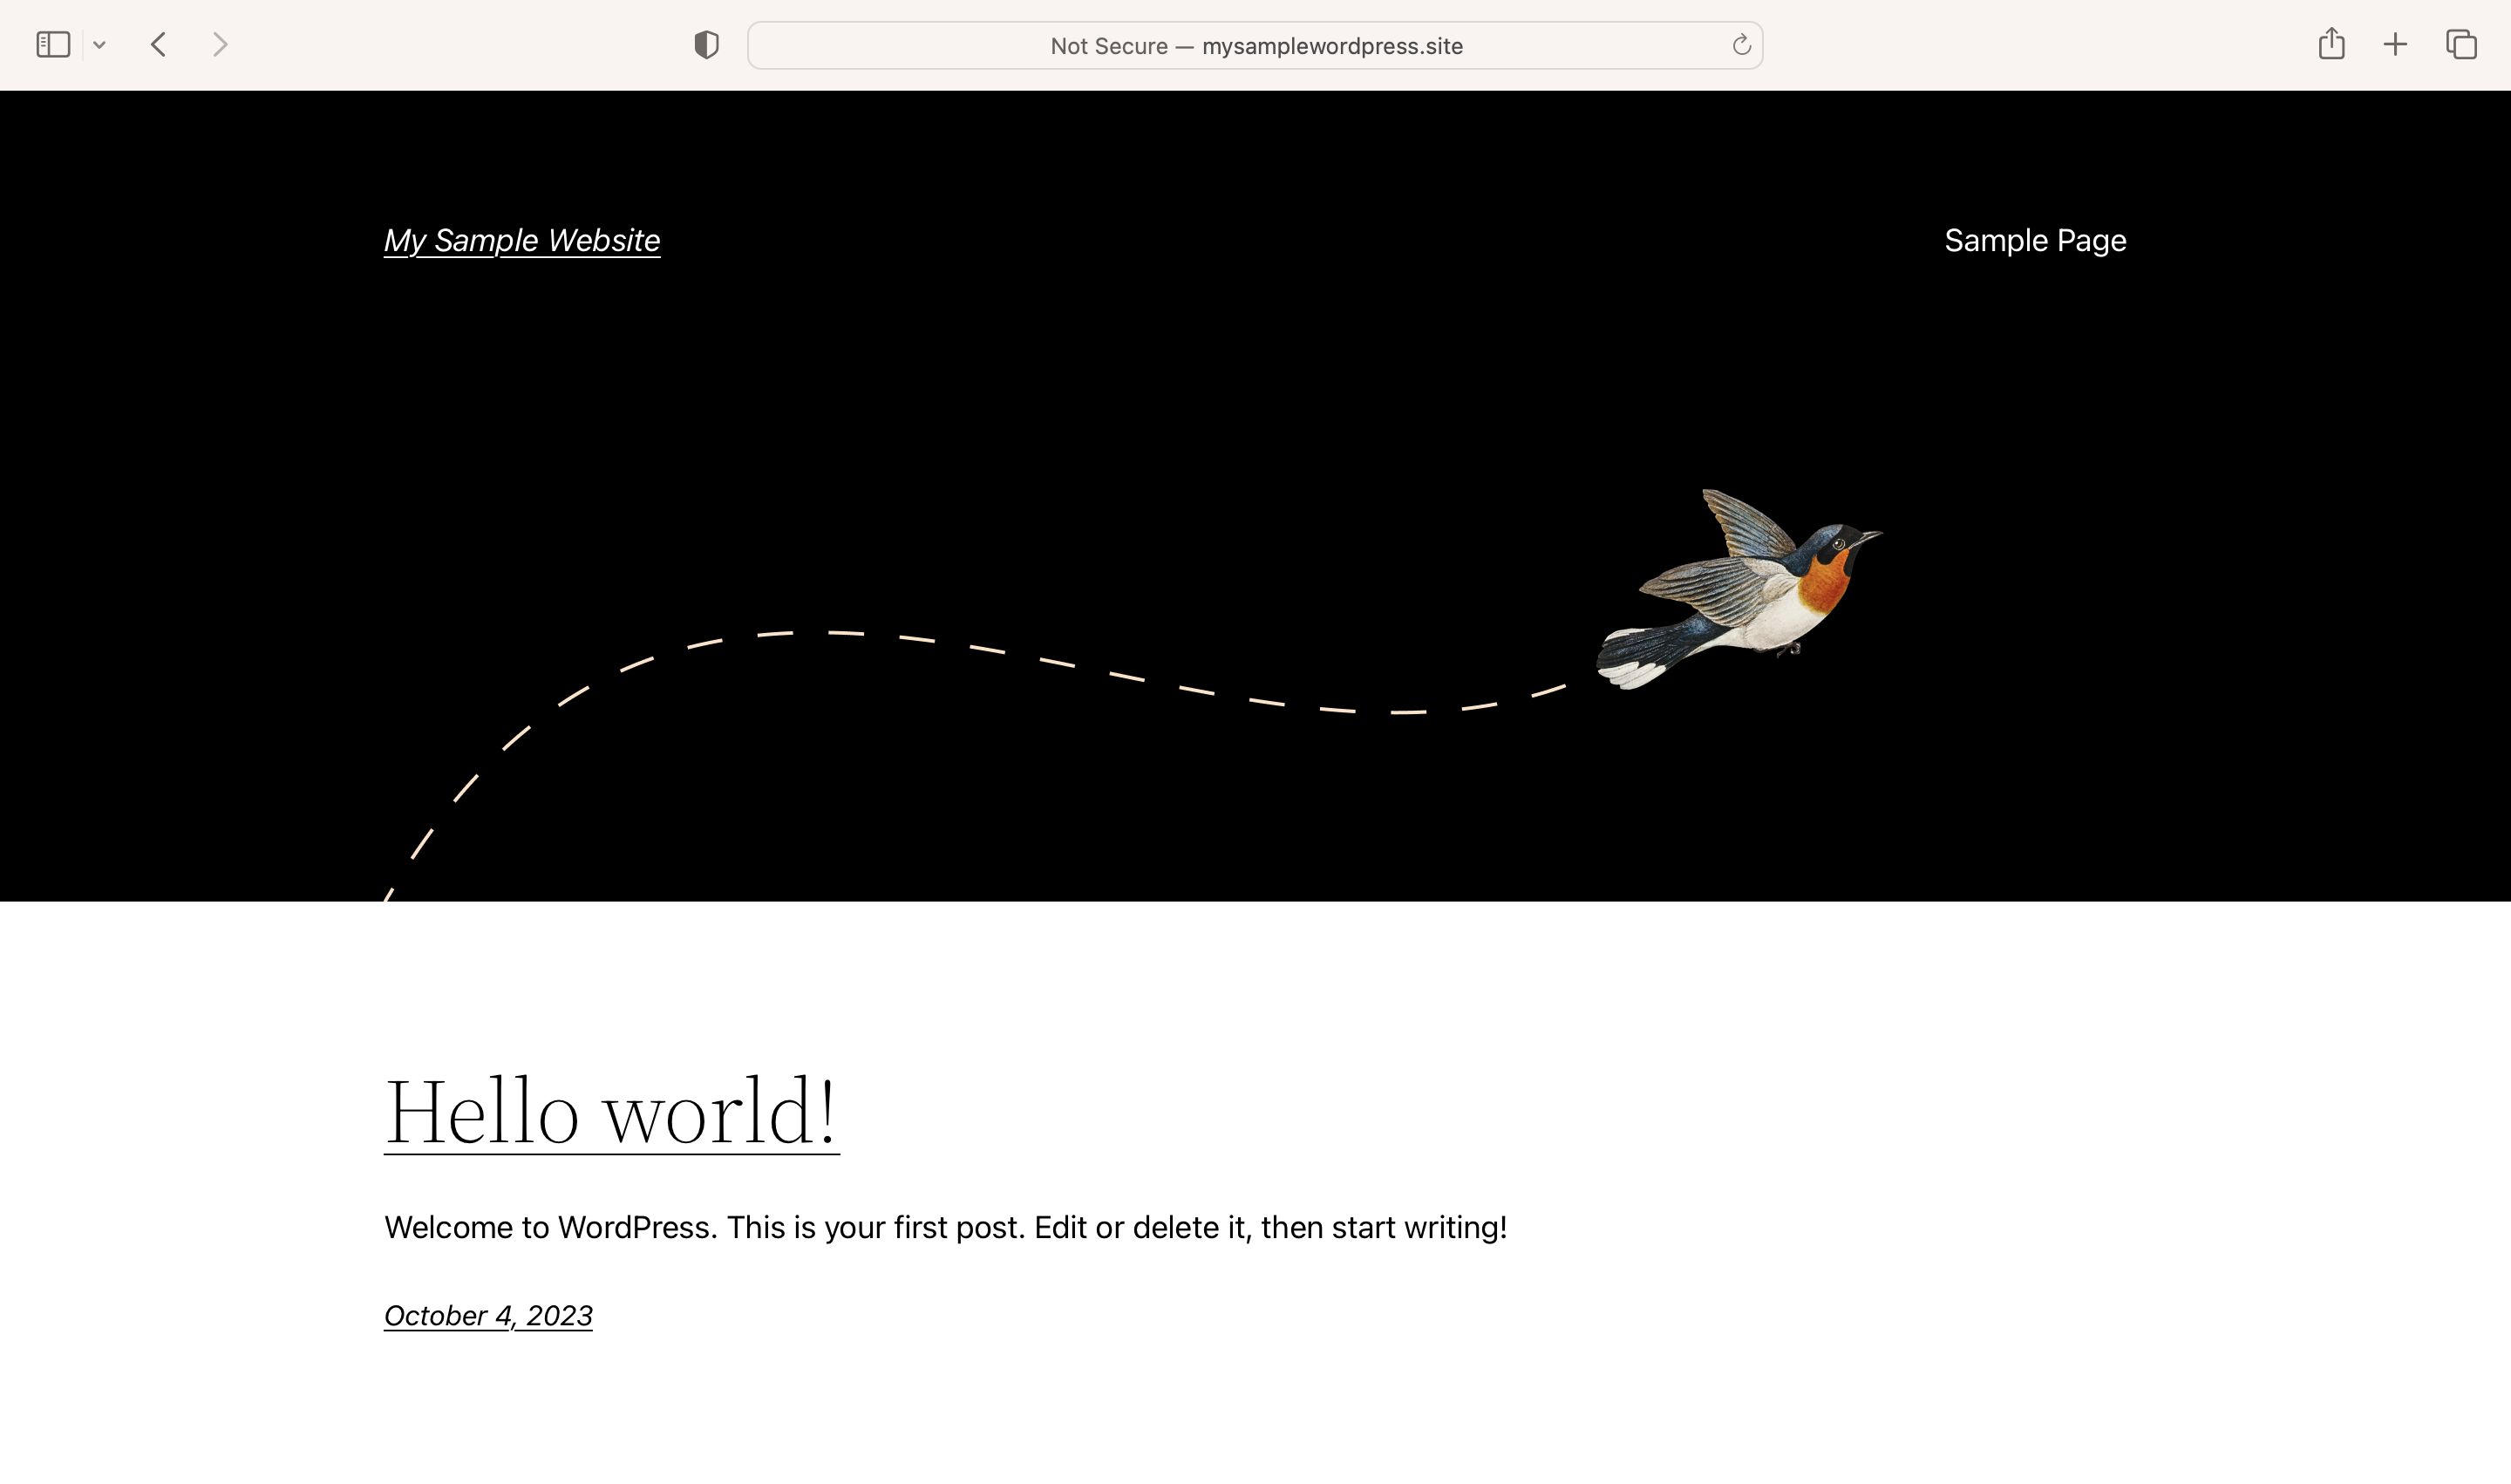 Not Secure — mysamplewordpress.site
My Sample Website
Sample Page
Hello world!
Welcome to WordPress. This is your first post. Edit or delete it, then start writing!
October 4, 2023